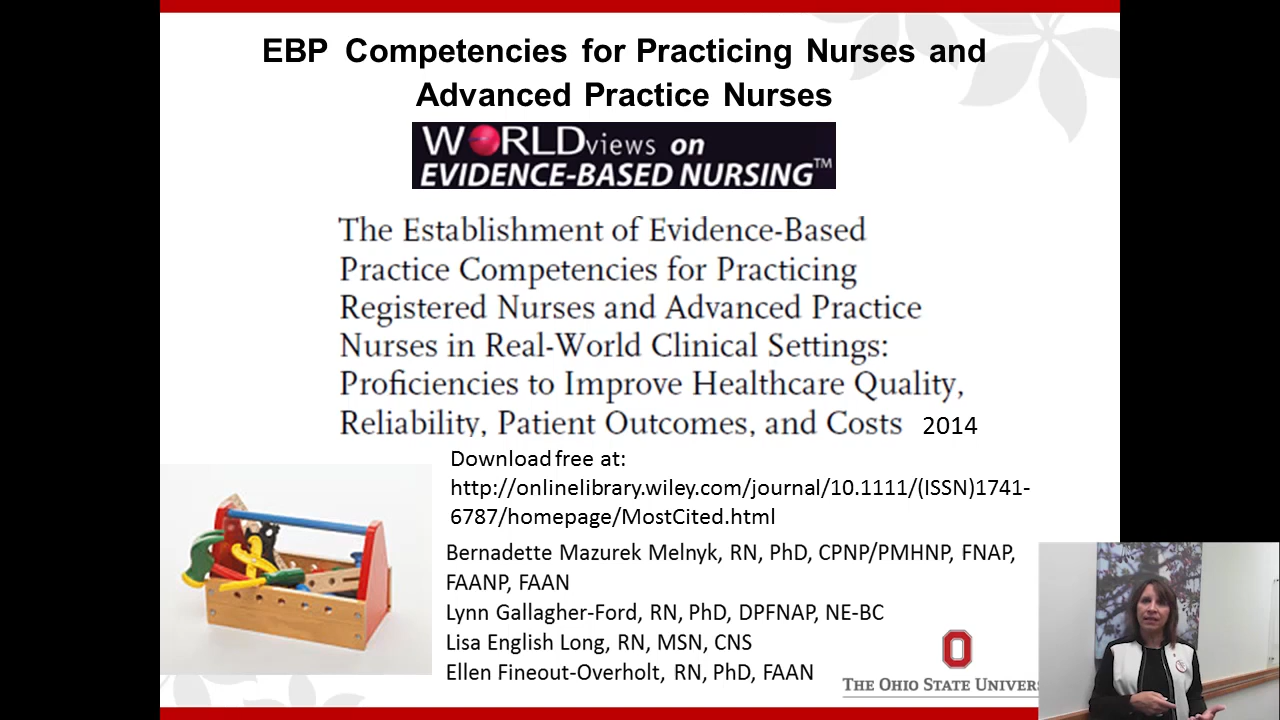 EBP Competencies for Practicing Nurses and
Advanced Practice Nurses
WORLDviews on
EVIDENCE-BASED NURSING™
The Establishment of Evidence-Based
Practice Competencies for Practicing
Registered Nurses and Advanced Practice
Nurses in Real-World Clinical Settings:
Proficiencies to Improve Healthcare Quality,
Reliability, Patient Outcomes, and Costs 2014
Download free at:
http://onlinelibrary.wiley.com/journal/10.1111/(ISSN)1741-
6787/homepage/MostCited.html
Bernadette Mazurek Melnyk, RN, PhD, CPNP/PMHNP, FNAP,
FAANP, FAAN
Lynn Gallagher-Ford, RN, PhD, DPFNAP, NE-BC
Lisa English Long, RN, MSN, CNS
Ellen Fineout-Overholt, RN, PhD, FAAN
O
THE OHIO STATE UNIVERS